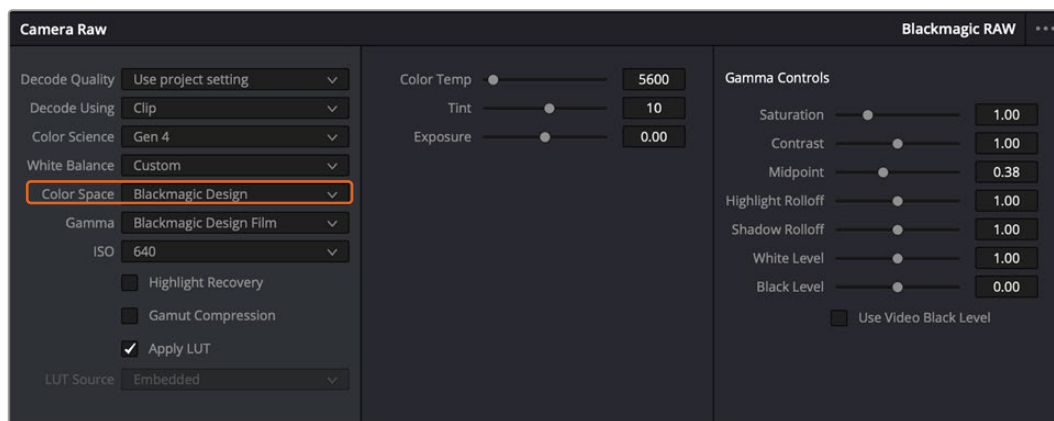 Camera Raw
Blackmagic RAW
Decode Quality Use project setting
Decode Using Clip
Color Science Gen 4
White Balance Custom
Color Space Blackmagic Design
Gamma Blackmagic Design Film
ISO 640
Highlight Recovery
Gamut Compression
Apply LUT
LUT Source Embedded
Color Temp 5600
Tint 10
Exposure 0.00
Gamma Controls
Saturation 1.00
Contrast 1.00
Midpoint 0.38
Highlight Rolloff 1.00
Shadow Rolloff 1.00
White Level 1.00
Black Level 0.00
Use Video Black Level